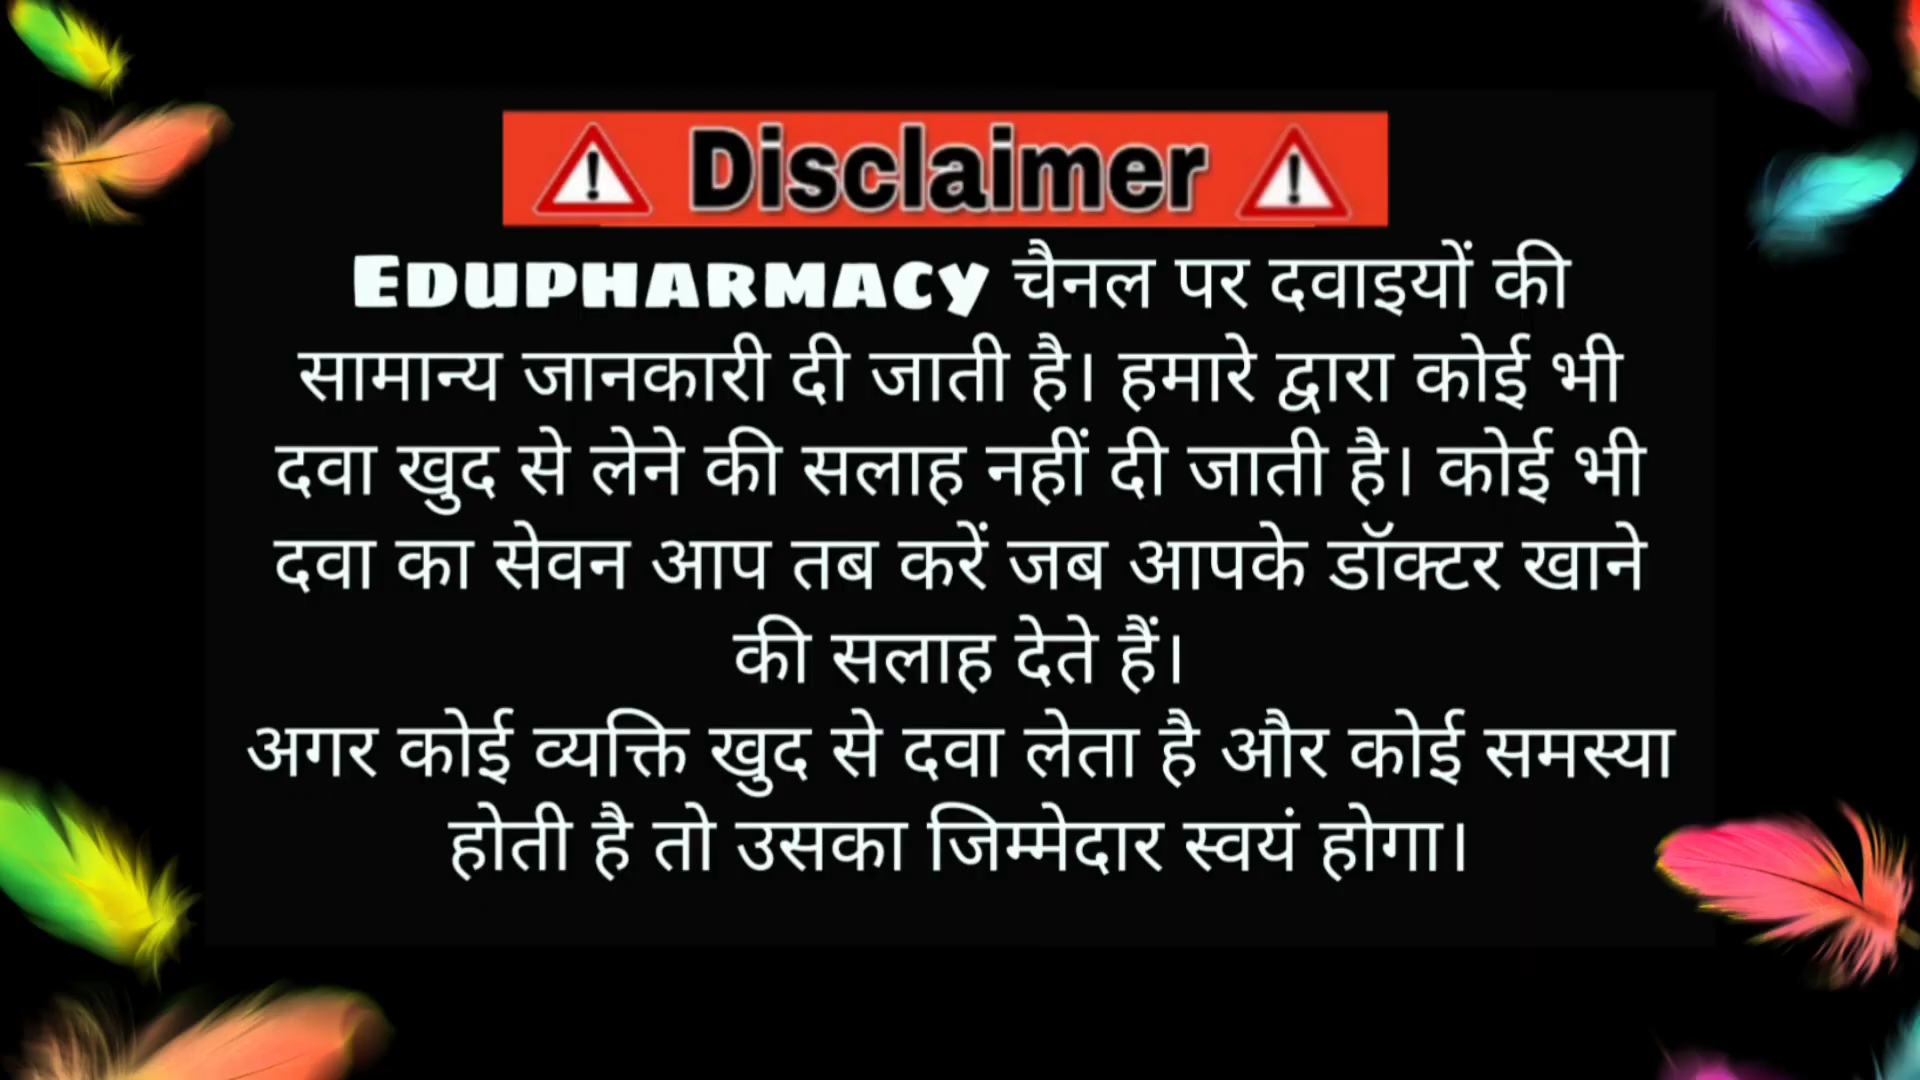 Disclaimer
Edupharmacy चैनल पर दवाइयों की
सामान्य जानकारी दी जाती है। हमारे द्वारा कोई भी
दवा खुद से लेने की सलाह नहीं दी जाती है। कोई भी
दवा का सेवन आप तब करें जब आपके डॉक्टर खाने
की सलाह देते हैं।
अगर कोई व्यक्ति खुद से दवा लेता है और कोई समस्या
होती है तो उसका जिम्मेदार स्वयं होगा।